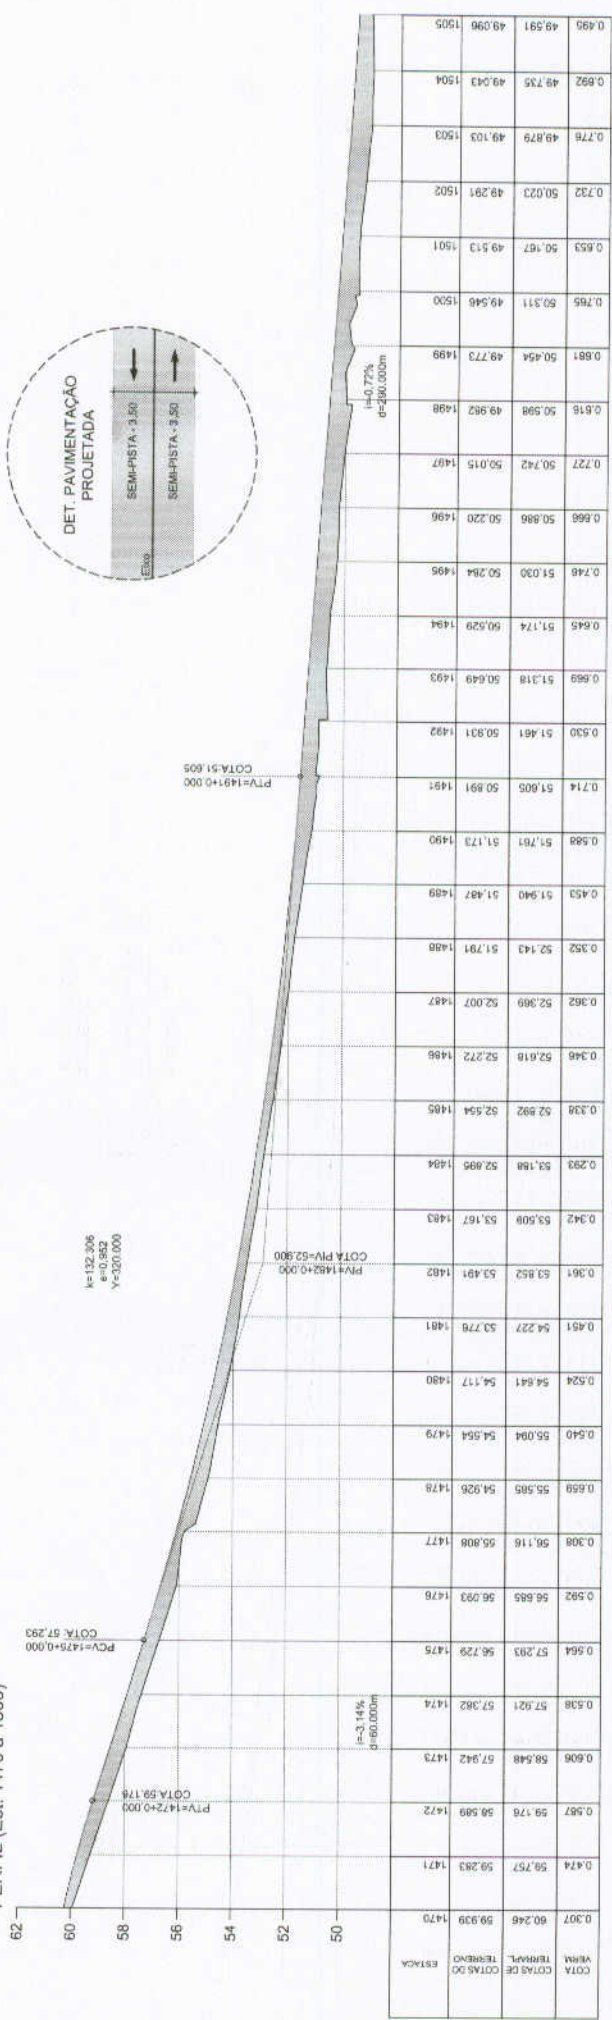 DET. PAVIMENTAÇÃO
PROJETADA
SEMI-PISTA - 3,50
Eixo
SEMI-PISTA - 3,50
62
60
58
56
54
52
50
PTV=1472+0,000
COTA:59.176
i=-3,14%
d=60.000m
PCV=1475+0,000
COTA: 57,293
k=132.306
e=0,952
Y=320.000
PIV=1482+0,000
COTA PIV=52.900
PTV=1491+0.000
COTA:51.605
i=-0,72%
d=290,000m
ESTACA 1470 1471 1472 1473 1474 1475 1476 1477 1478 1479 1480 1481 1482 1483 1484 1485 1486 1487 1488 1489 1490 1491 1492 1493 1494 1495 1496 1497 1498 1499 1500 1501 1502 1503 1504 1505
COTAS DO TERRENO 59,939 59,283 58,589 57,942 57,382 56,729 56,093 55,808 54,926 54,554 54,117 53,776 53,491 53,167 52,895 52,554 52,272 52,007 51,791 51,487 51,173 50,891 50,931 50,649 50,529 50,284 50,220 50,015 49,982 49,773 49,546 49,513 49,291 49,103 49,043 49,096
COTAS DE TERRAPL. 60,246 59,757 59,176 58,548 57,921 57,293 56,685 56,116 55,585 55,094 54,641 54,227 53,852 53,509 53,188 52,892 52,618 52,369 52,143 51,940 51,761 51,605 51,461 51,318 51,174 51,030 50,886 50,742 50,598 50,454 50,311 50,167 50,023 49,879 49,735 49,591
COTA VERM. 0,307 0,474 0,587 0,606 0,538 0,564 0,592 0,308 0,659 0,540 0,524 0,451 0,361 0,342 0,293 0,338 0,346 0,362 0,352 0,453 0,588 0,714 0,530 0,669 0,645 0,746 0,666 0,727 0,616 0,681 0,765 0,653 0,732 0,776 0,692 0,495